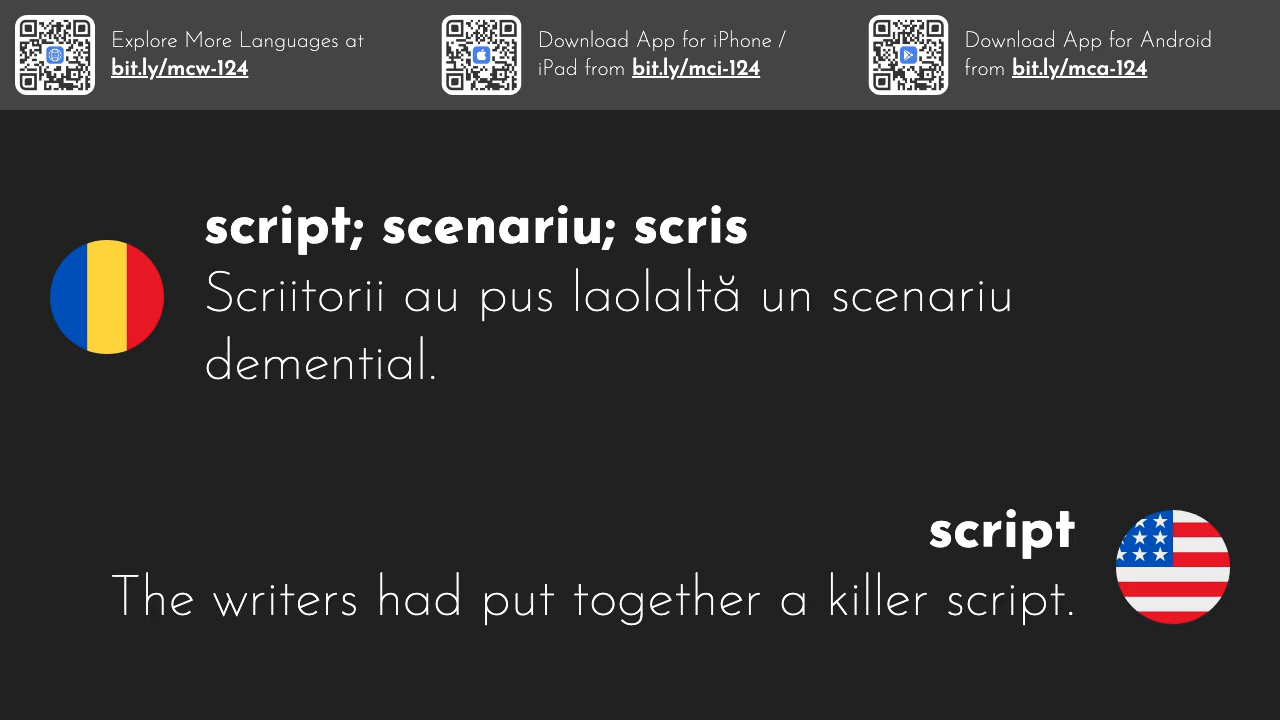 Explore More Languages at
bit.ly/mcw-124
Download App for iPhone /
iPad from bit.ly/mci-124
Download App for Android
from bit.ly/mca-124
script; scenariu; scris
Scriitorii au pus laolaltă un scenariu
demential.
script
The writers had put together a killer script.